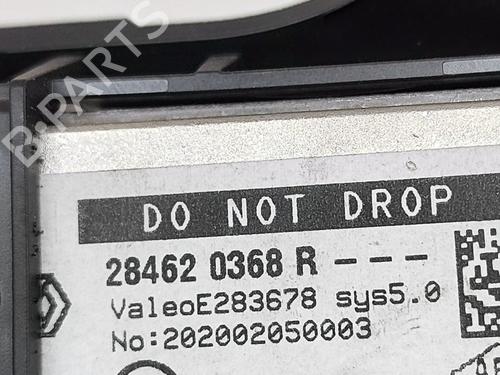 B-PARTS
DO NOT DROP
28462 0368 R - - -
ValeoE283678 sys5.0
No:202002050003